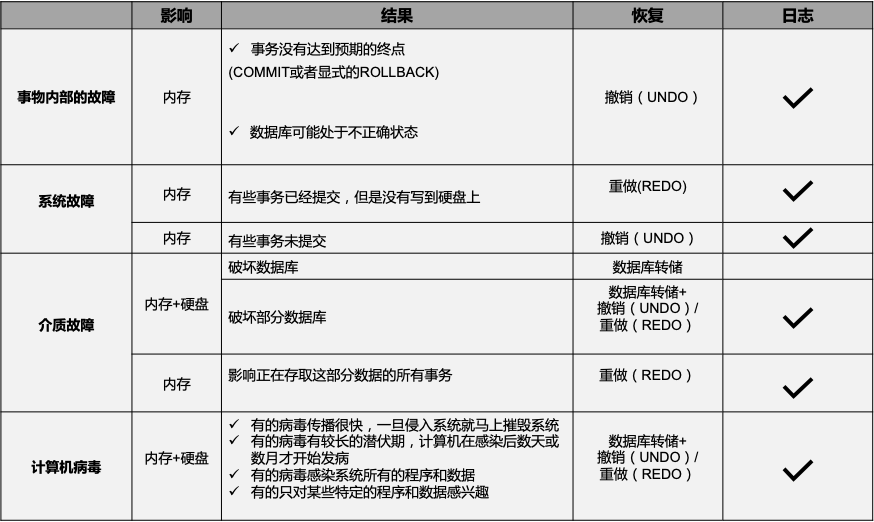 影响 结果 恢复 日志
事物内部的故障 内存
✓ 事务没有达到预期的终点
(COMMIT或者显式的ROLLBACK)
✓ 数据库可能处于不正确状态
撤销（UNDO） ✓
系统故障
内存 有些事务已经提交，但是没有写到硬盘上 重做(REDO) ✓
内存 有些事务未提交 撤销（UNDO） ✓
介质故障
内存+硬盘
破坏数据库 数据库转储
破坏部分数据库
数据库转储+
撤销（UNDO）/
重做（REDO）
✓
内存 影响正在存取这部分数据的所有事务 重做（REDO） ✓
计算机病毒 内存+硬盘
✓ 有的病毒传播很快，一旦侵入系统就马上摧毁系统
✓ 有的病毒有较长的潜伏期，计算机在感染后数天或
数月才开始发病
✓ 有的病毒感染系统所有的程序和数据
✓ 有的只对某些特定的程序和数据感兴趣
数据库转储+
撤销（UNDO）/
重做（REDO）
✓